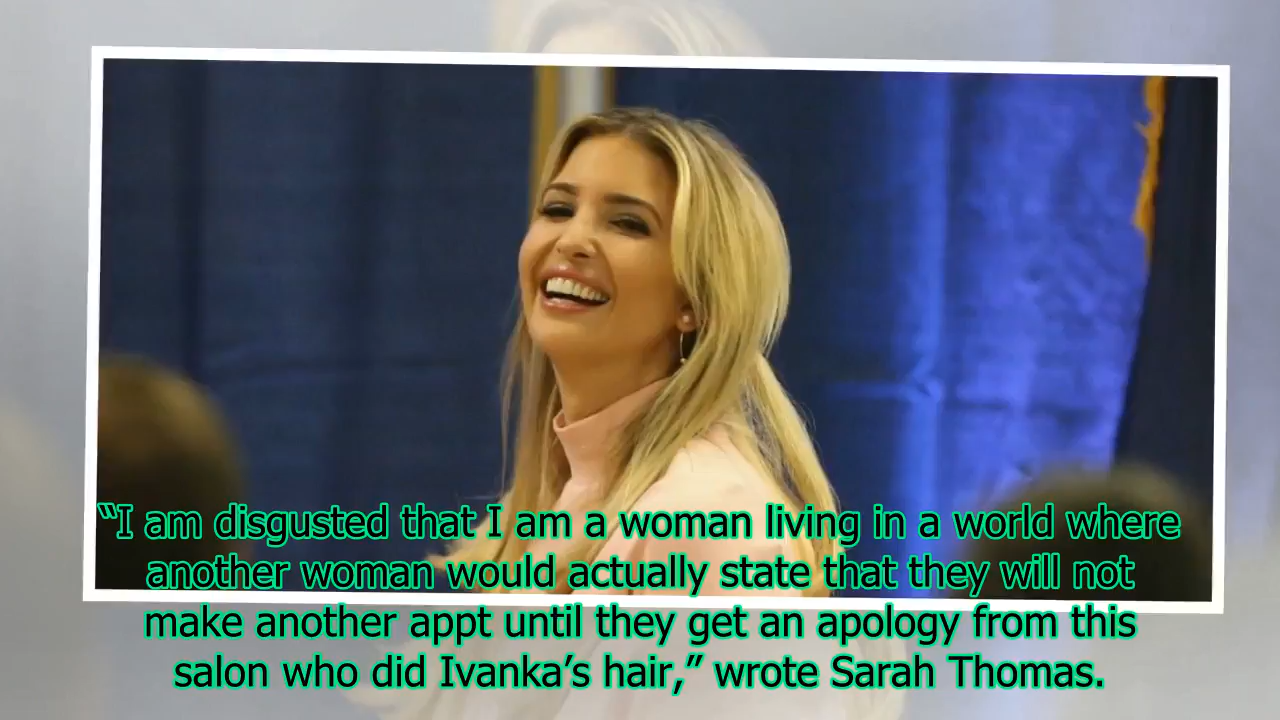 “I am disgusted that I am a woman living in a world where
another woman would actually state that they will not
make another appt until they get an apology from this
salon who did Ivanka’s hair,” wrote Sarah Thomas.